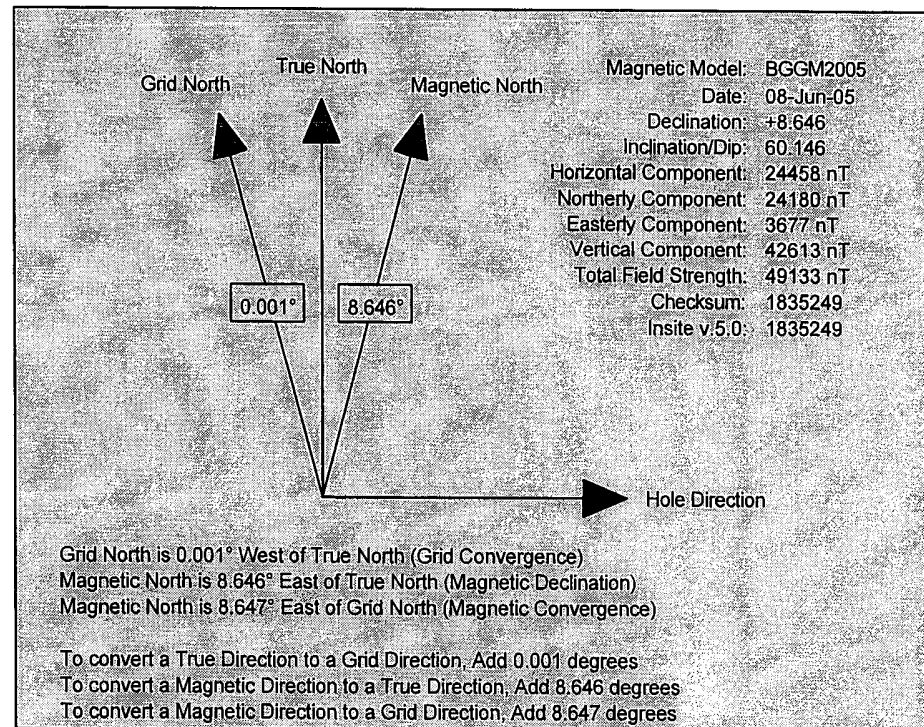 Grid North
True North
Magnetic North
Magnetic Model: BGGM2005
Date: 08-Jun-05
Declination: +8.646
Inclination/Dip: 60.146
Horizontal Component: 24458 nT
Northerly Component: 24180 nT
Easterly Component: 3677 nT
Vertical Component: 42613 nT
Total Field Strength: 49133 nT
Checksum: 1835249
Insite v.5.0: 1835249
0.001°
8.646°
Hole Direction
Grid North is 0.001° West of True North (Grid Convergence)
Magnetic North is 8.646° East of True North (Magnetic Declination)
Magnetic North is 8.647° East of Grid North (Magnetic Convergence)
To convert a True Direction to a Grid Direction, Add 0.001 degrees
To convert a Magnetic Direction to a True Direction, Add 8.646 degrees
To convert a Magnetic Direction to a Grid Direction, Add 8.647 degrees